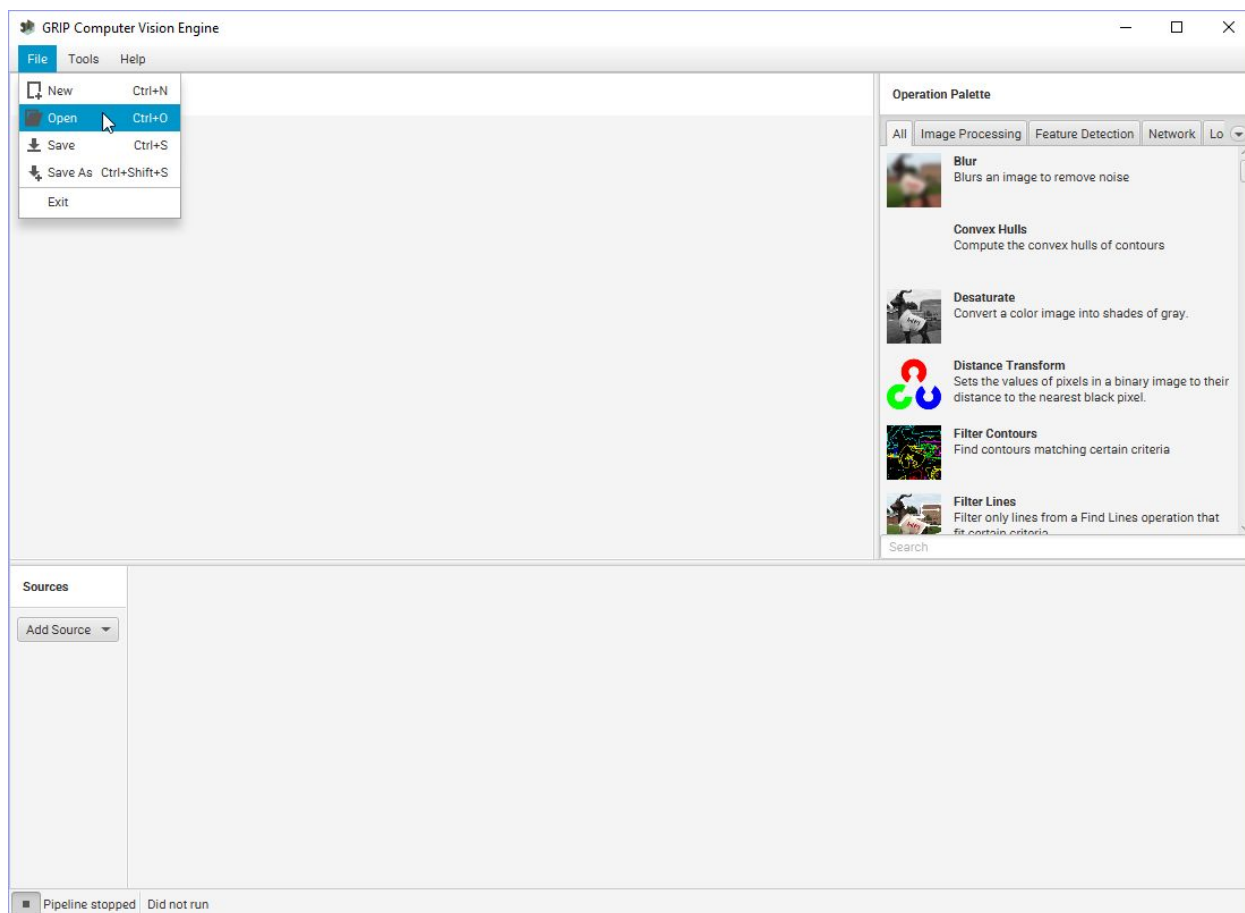 GRIP Computer Vision Engine
File Tools Help
New Ctrl+N
Open Ctrl+O
Save Ctrl+S
Save As Ctrl+Shift+S
Exit
Operation Palette
All Image Processing Feature Detection Network Lo
Blur
Blurs an image to remove noise
Convex Hulls
Compute the convex hulls of contours
Desaturate
Convert a color image into shades of gray.
Distance Transform
Sets the values of pixels in a binary image to their
distance to the nearest black pixel.
Filter Contours
Find contours matching certain criteria
Filter Lines
Filter only lines from a Find Lines operation that
fit certain criteria
Search
Sources
Add Source
Pipeline stopped Did not run